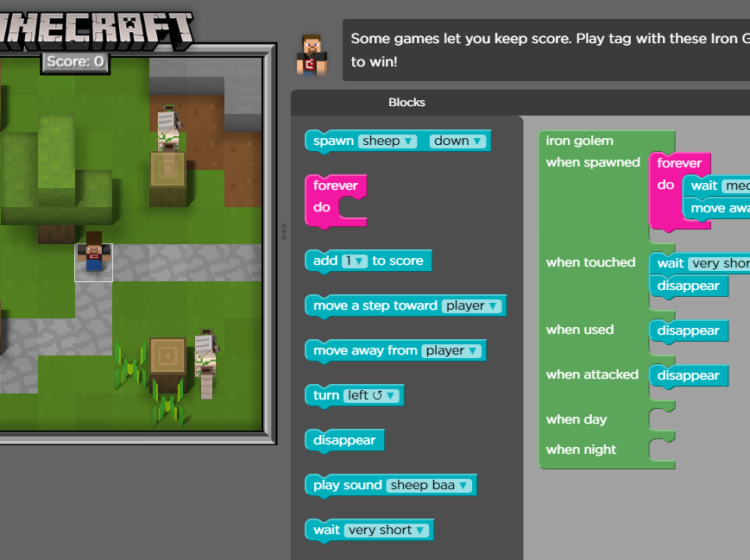 MINECRAFT
Score: 0
Some games let you keep score. Play tag with these Iron G
to win!
Blocks
spawn sheep ▼ down ▼
forever
do
add 1 ▼ to score
move a step toward player ▼
move away from player ▼
turn left ↺ ▼
disappear
play sound sheep baa ▼
wait very short ▼
iron golem
when spawned
forever
do
wait med
move awa
when touched
wait very shor
disappear
when used
disappear
when attacked
disappear
when day
when night